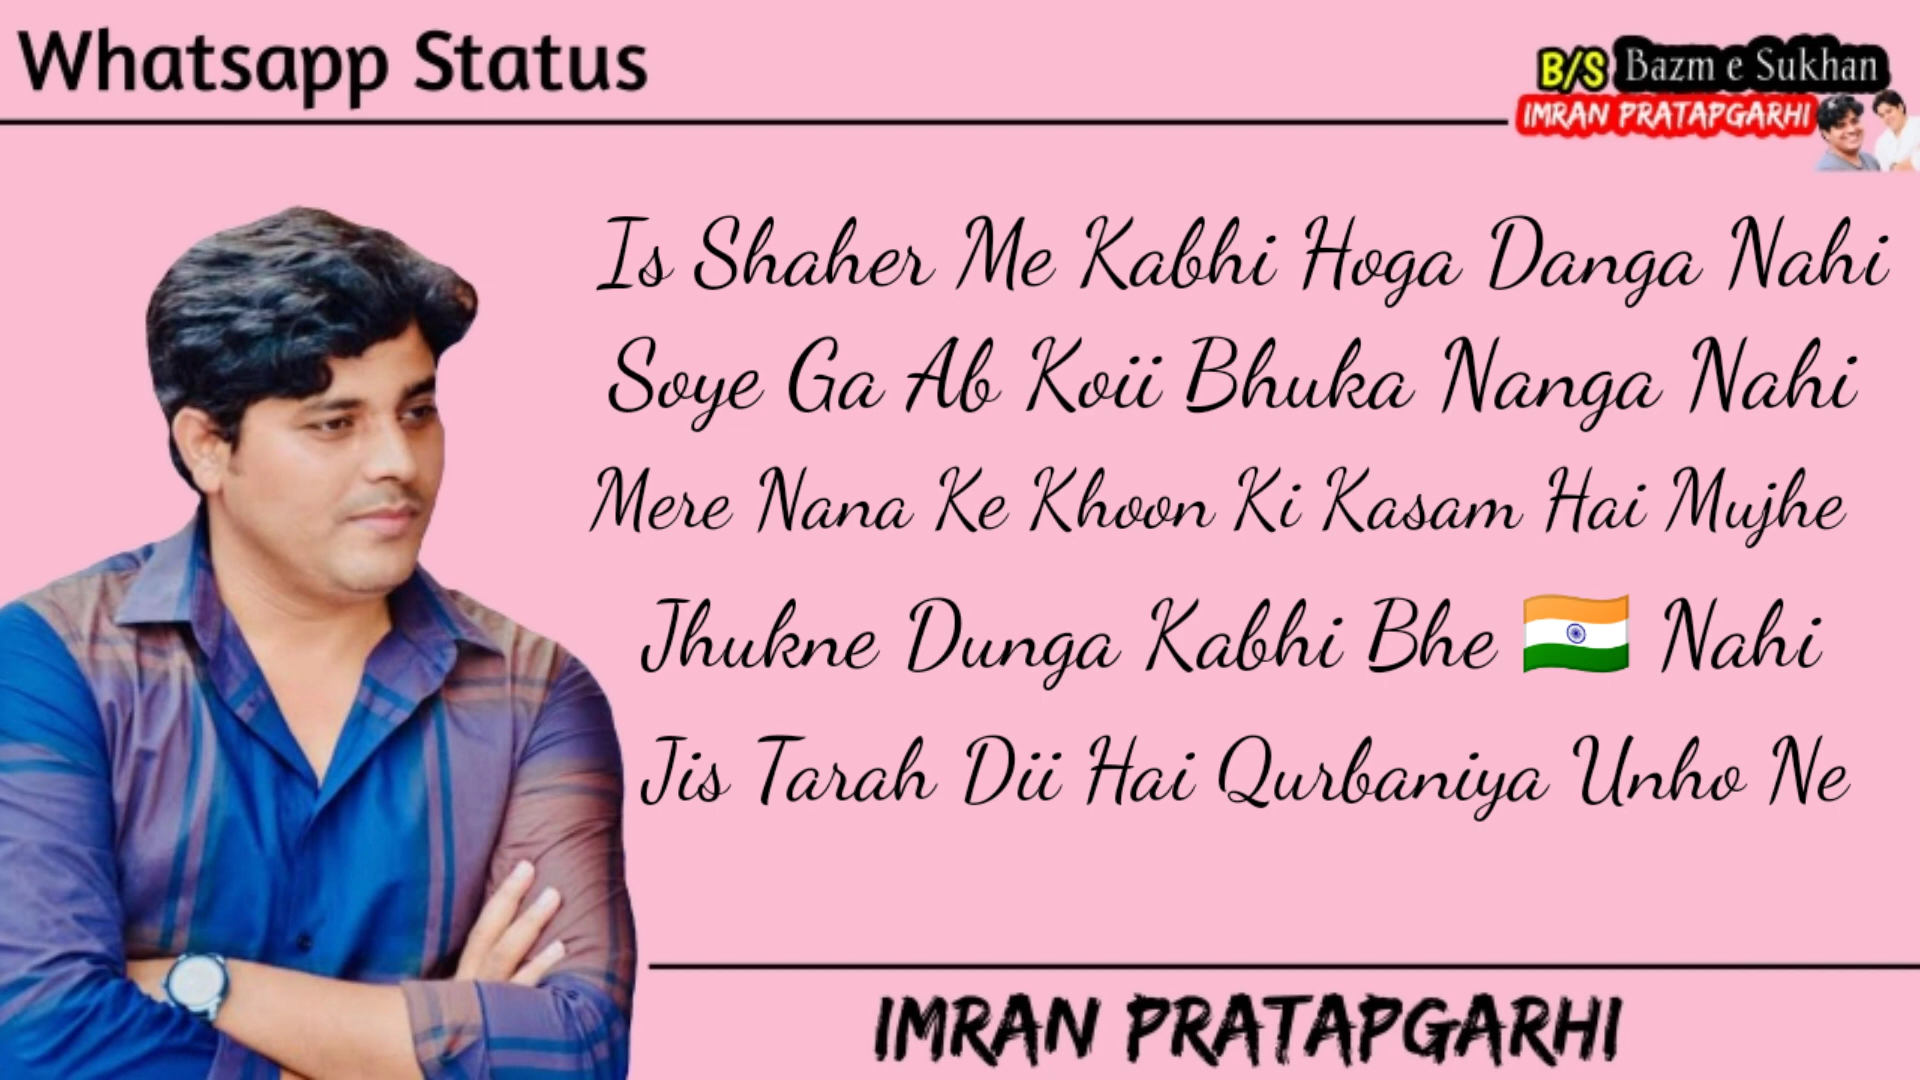 Whatsapp Status
B/S Bazm e Sukhan
IMRAN PRATAPGARHI
Is Shaher Me Kabhi Hoga Danga Nahi
Soye Ga Ab Koii Bhuka Nanga Nahi
Mere Nana Ke Khoon Ki Kasam Hai Mujhe
Jhukne Dunga Kabhi Bhe 🇮🇳 Nahi
Jis Tarah Dii Hai Qurbaniya Unho Ne
IMRAN PRATAPGARHI